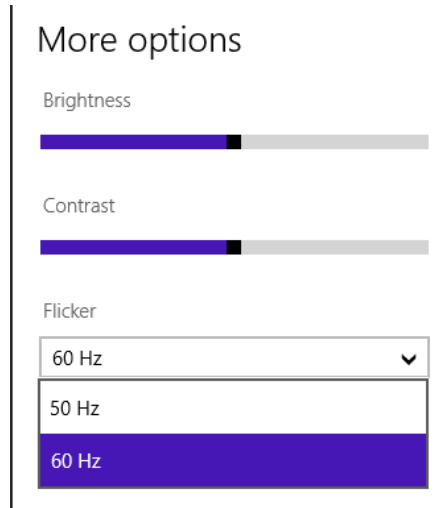 More options
Brightness
Contrast
Flicker
60 Hz
50 Hz
60 Hz